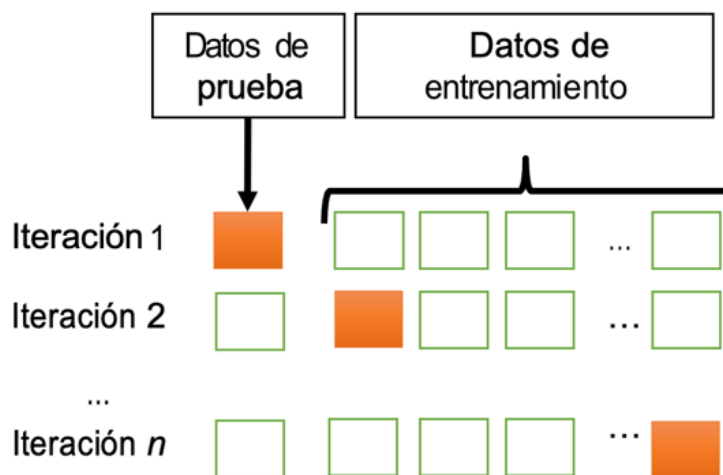 Datos de
prueba
Datos de
entrenamiento
Iteración 1
...
Iteración 2
...
...
Iteración n
...